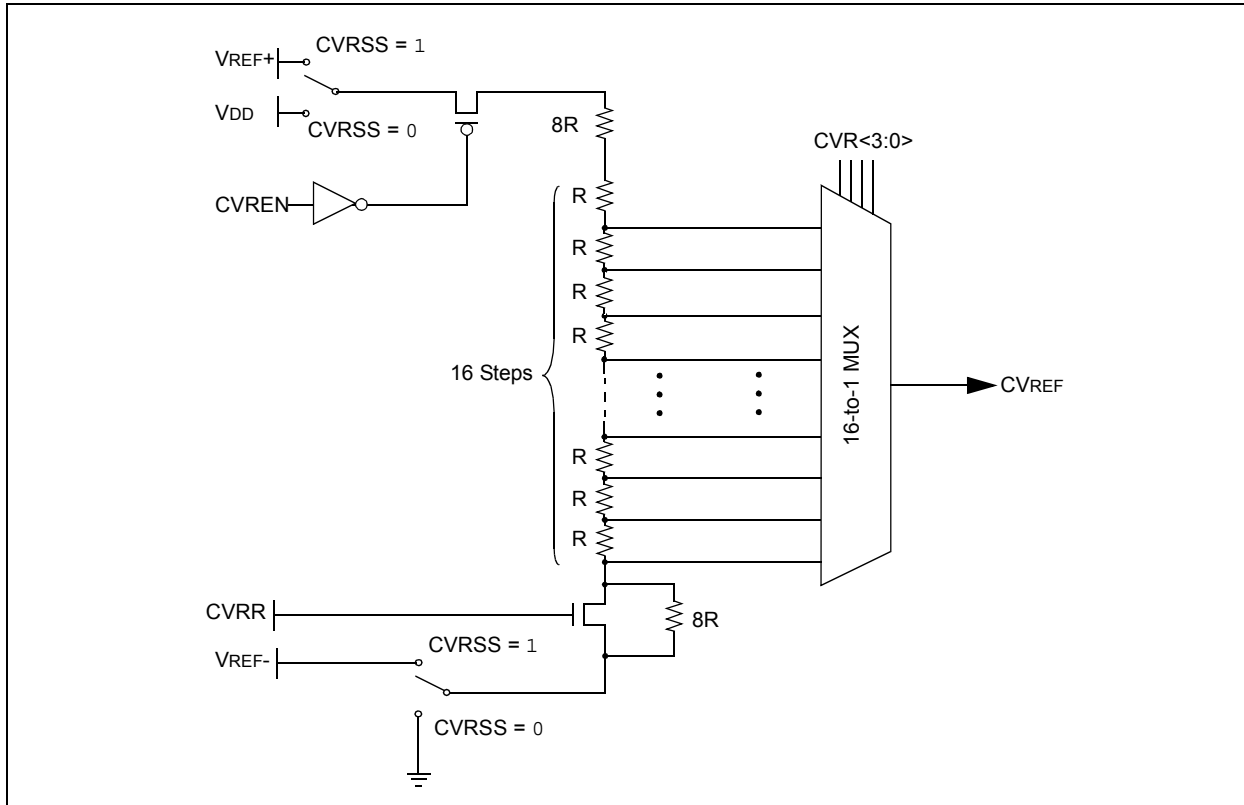 CVRSS = 1
VREF+
VDD
CVRSS = 0
8R
CVR<3:0>
CVREN
R
R
R
R
16 Steps
16-to-1 MUX
CVREF
R
R
R
CVRR
8R
CVRSS = 1
VREF-
CVRSS = 0